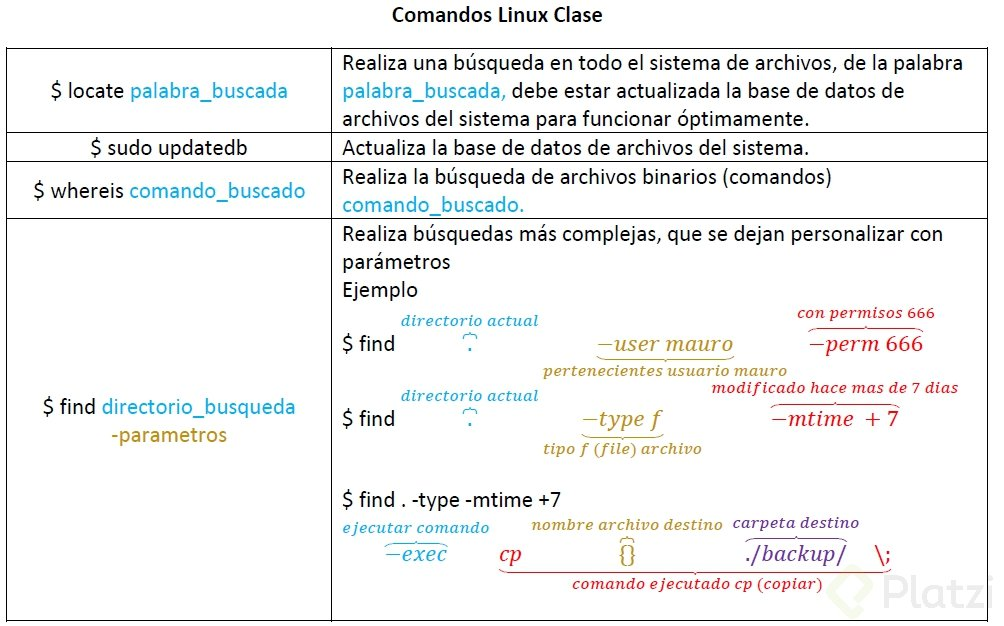 Comandos Linux Clase
$ locate palabra_buscada
Realiza una búsqueda en todo el sistema de archivos, de la palabra
palabra_buscada, debe estar actualizada la base de datos de
archivos del sistema para funcionar óptimamente.
$ sudo updatedb
Actualiza la base de datos de archivos del sistema.
$ whereis comando_buscado
Realiza la búsqueda de archivos binarios (comandos)
comando_buscado.
$ find directorio_busqueda
-parametros
Realiza búsquedas más complejas, que se dejan personalizar con
parámetros
Ejemplo
directorio actual
con permisos 666
$ find . −user mauro −perm 666
pertenecientes usuario mauro
directorio actual
modificado hace mas de 7 dias
$ find . −type f −mtime + 7
tipo f (file) archivo
$ find . -type -mtime +7
ejecutar comando nombre archivo destino carpeta destino
−exec cp {} ./backup/ \;
comando ejecutado cp (copiar)
Platzi